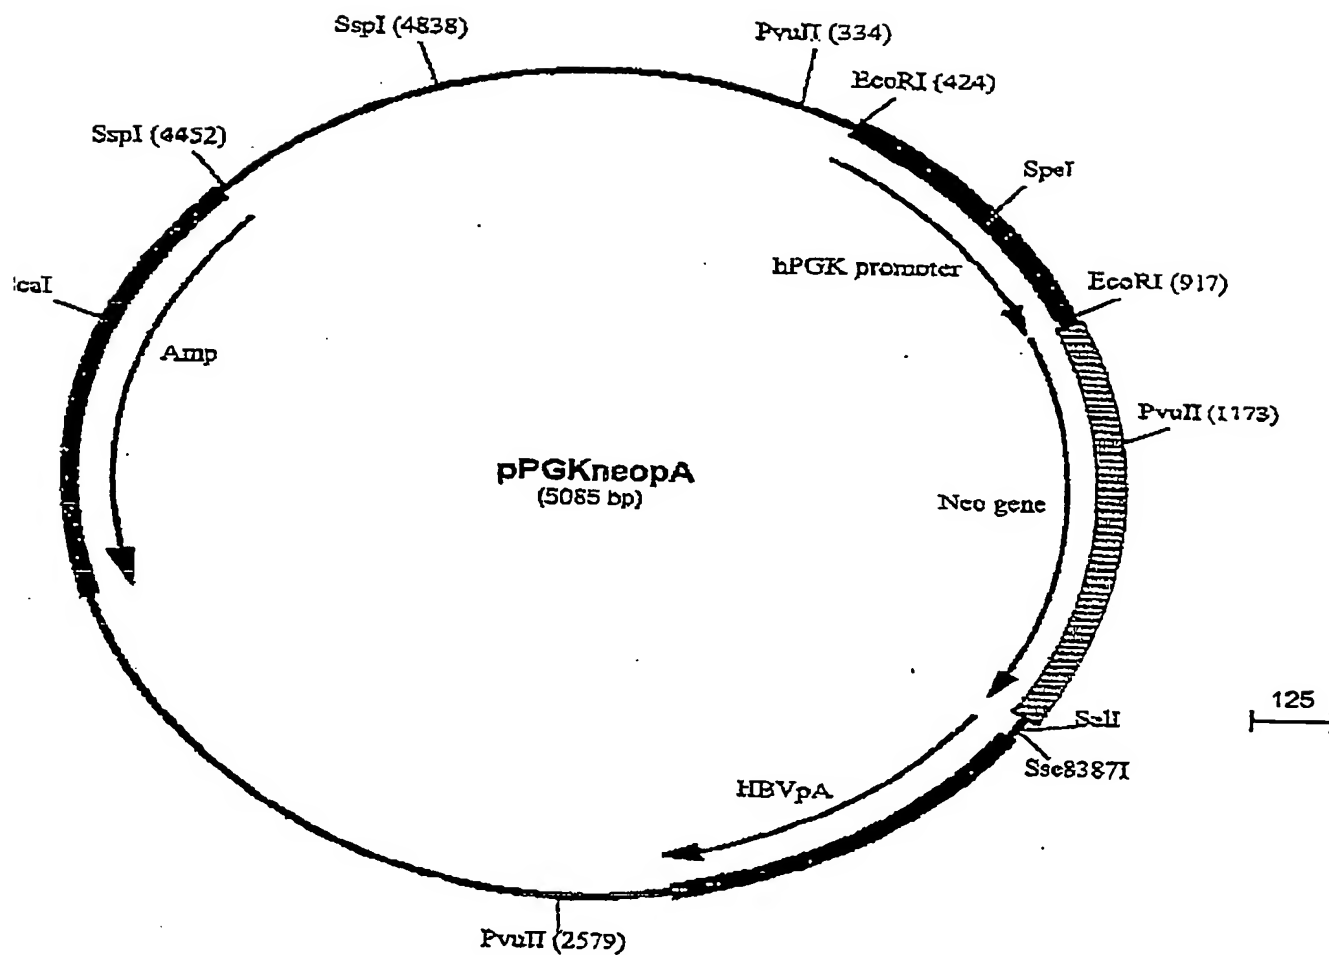 SspI (4838)
PvuII (334)
EcoRI (424)
SspI (4452)
SpeI
hPGK promoter
EcoRI (917)
caI
Amp
PvuII (1173)
pPGKneopA
(5085 bp)
Neo gene
125
SalI
Sse8387I
HBVpA
PvuII (2579)